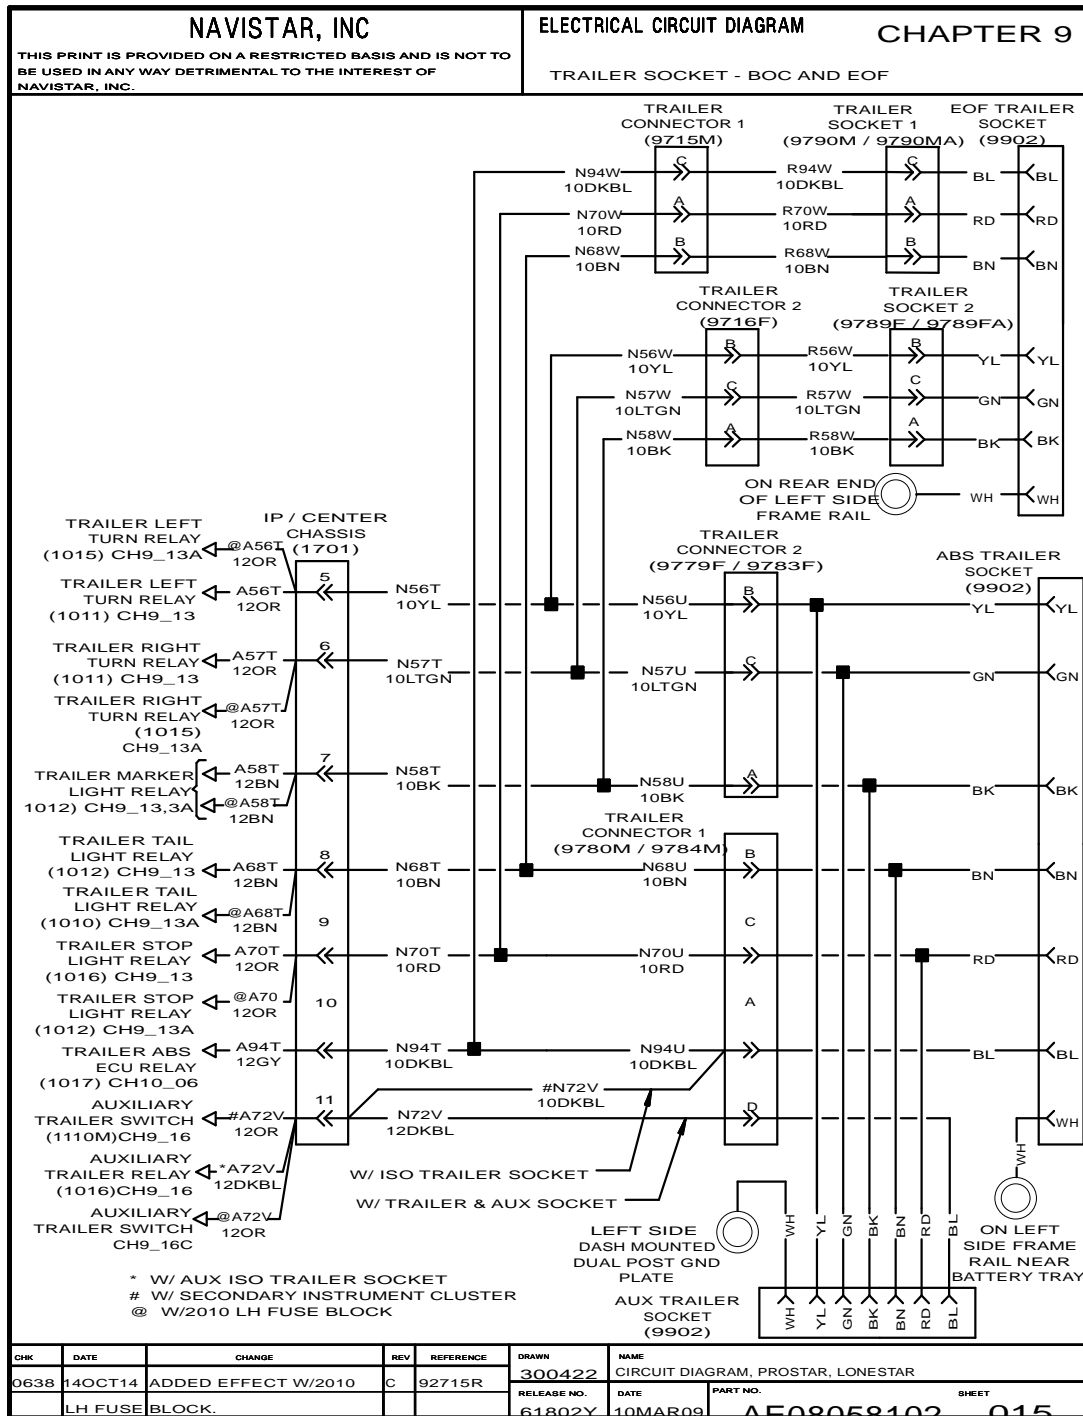 NAVISTAR, INC
THIS PRINT IS PROVIDED ON A RESTRICTED BASIS AND IS NOT TO
BE USED IN ANY WAY DETRIMENTAL TO THE INTEREST OF
NAVISTAR, INC.
ELECTRICAL CIRCUIT DIAGRAM
CHAPTER 9
TRAILER SOCKET - BOC AND EOF
TRAILER
CONNECTOR 1
(9715M)
TRAILER
SOCKET 1
(9790M / 9790MA)
EOF TRAILER
SOCKET
(9902)
N94W
10DKBL
C
R94W
10DKBL
C
BL
BL
N70W
10RD
A
R70W
10RD
A
RD
RD
N68W
10BN
B
R68W
10BN
B
BN
BN
TRAILER
CONNECTOR 2
(9716F)
TRAILER
SOCKET 2
(9789F / 9789FA)
N56W
10YL
B
R56W
10YL
B
YL
YL
N57W
10LTGN
C
R57W
10LTGN
C
GN
GN
N58W
10BK
A
R58W
10BK
A
BK
BK
ON REAR END
OF LEFT SIDE
FRAME RAIL
WH
WH
IP / CENTER
CHASSIS
(1701)
TRAILER
CONNECTOR 2
(9779F / 9783F)
ABS TRAILER
SOCKET
(9902)
TRAILER LEFT
TURN RELAY
(1015) CH9_13A
@A56T
12OR
TRAILER LEFT
TURN RELAY
(1011) CH9_13
A56T
12OR
5
N56T
10YL
N56U
10YL
B
YL
YL
TRAILER RIGHT
TURN RELAY
(1011) CH9_13
A57T
12OR
6
N57T
10LTGN
N57U
10LTGN
C
GN
GN
TRAILER RIGHT
TURN RELAY
(1015)
CH9_13A
@A57T
12OR
TRAILER MARKER
LIGHT RELAY
1012) CH9_13,3A
A58T
12BN
@A58T
12BN
7
N58T
10BK
N58U
10BK
A
BK
BK
TRAILER
CONNECTOR 1
(9780M / 9784M)
TRAILER TAIL
LIGHT RELAY
(1012) CH9_13
A68T
12BN
8
N68T
10BN
N68U
10BN
B
BN
BN
TRAILER TAIL
LIGHT RELAY
(1010) CH9_13A
@A68T
12BN
9
C
TRAILER STOP
LIGHT RELAY
(1016) CH9_13
A70T
12OR
N70T
10RD
N70U
10RD
RD
RD
TRAILER STOP
LIGHT RELAY
(1012) CH9_13A
@A70
12OR
10
A
TRAILER ABS
ECU RELAY
(1017) CH10_06
A94T
12GY
N94T
10DKBL
N94U
10DKBL
BL
BL
#N72V
10DKBL
AUXILIARY
TRAILER SWITCH
(1110M)CH9_16
#A72V
12OR
11
N72V
12DKBL
D
WH
WH
AUXILIARY
TRAILER RELAY
(1016)CH9_16
*A72V
12DKBL
W/ ISO TRAILER SOCKET
W/ TRAILER & AUX SOCKET
AUXILIARY
TRAILER SWITCH
CH9_16C
@A72V
12OR
LEFT SIDE
DASH MOUNTED
DUAL POST GND
PLATE
WH
YL
GN
BK
BN
RD
BL
ON LEFT
SIDE FRAME
RAIL NEAR
BATTERY TRAY
* W/ AUX ISO TRAILER SOCKET
# W/ SECONDARY INSTRUMENT CLUSTER
@ W/2010 LH FUSE BLOCK
AUX TRAILER
SOCKET
(9902)
WH
YL
GN
BK
BN
RD
BL
CHK DATE CHANGE REV REFERENCE
0638 14OCT14 ADDED EFFECT W/2010 C 92715R
LH FUSE BLOCK.
DRAWN
300422
NAME
CIRCUIT DIAGRAM, PROSTAR, LONESTAR
RELEASE NO.
61802Y
DATE
10MAR09
PART NO.
AE08058102
SHEET
015